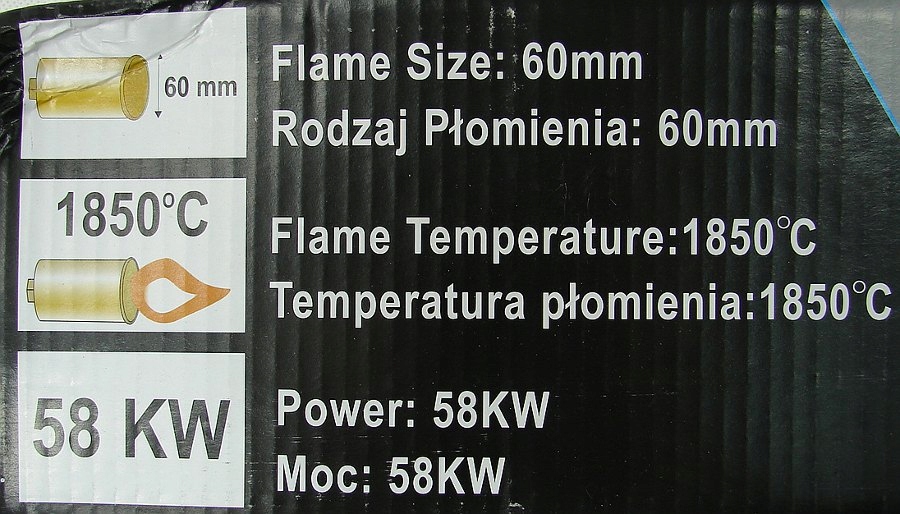 60 mm
Flame Size: 60mm
Rodzaj Płomienia: 60mm
1850°C
Flame Temperature:1850°C
Temperatura płomienia:1850°C
58 KW
Power: 58KW
Moc: 58KW